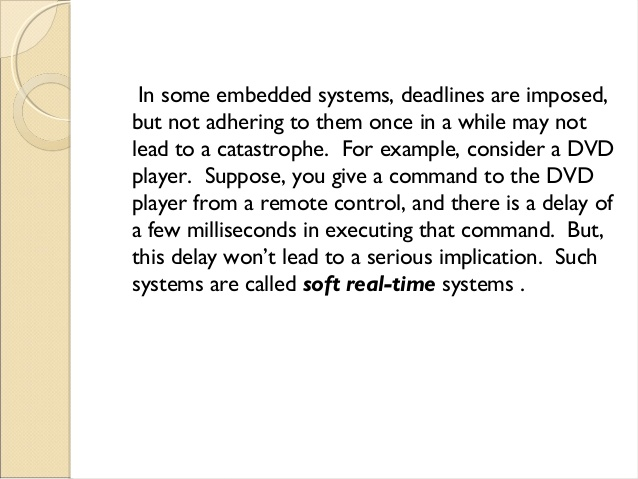 In some embedded systems, deadlines are imposed,
but not adhering to them once in a while may not
lead to a catastrophe.  For example, consider a DVD
player.  Suppose, you give a command to the DVD
player from a remote control, and there is a delay of
a few milliseconds in executing that command.  But,
this delay won’t lead to a serious implication.  Such
systems are called soft real-time systems .